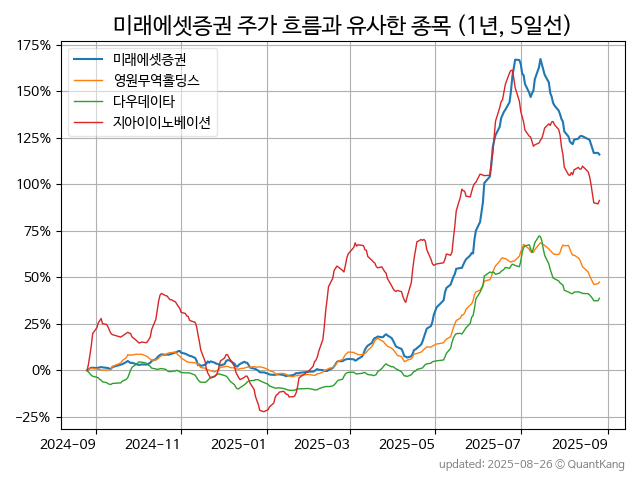 미래에셋증권 주가 흐름과 유사한 종목 (1년, 5일선)
175%
150%
125%
100%
75%
50%
25%
0%
−25%
미래에셋증권
영원무역홀딩스
다우데이타
지아이이노베이션
2024-09
2024-11
2025-01
2025-03
2025-05
2025-07
2025-09
updated: 2025-08-26 © QuantKang